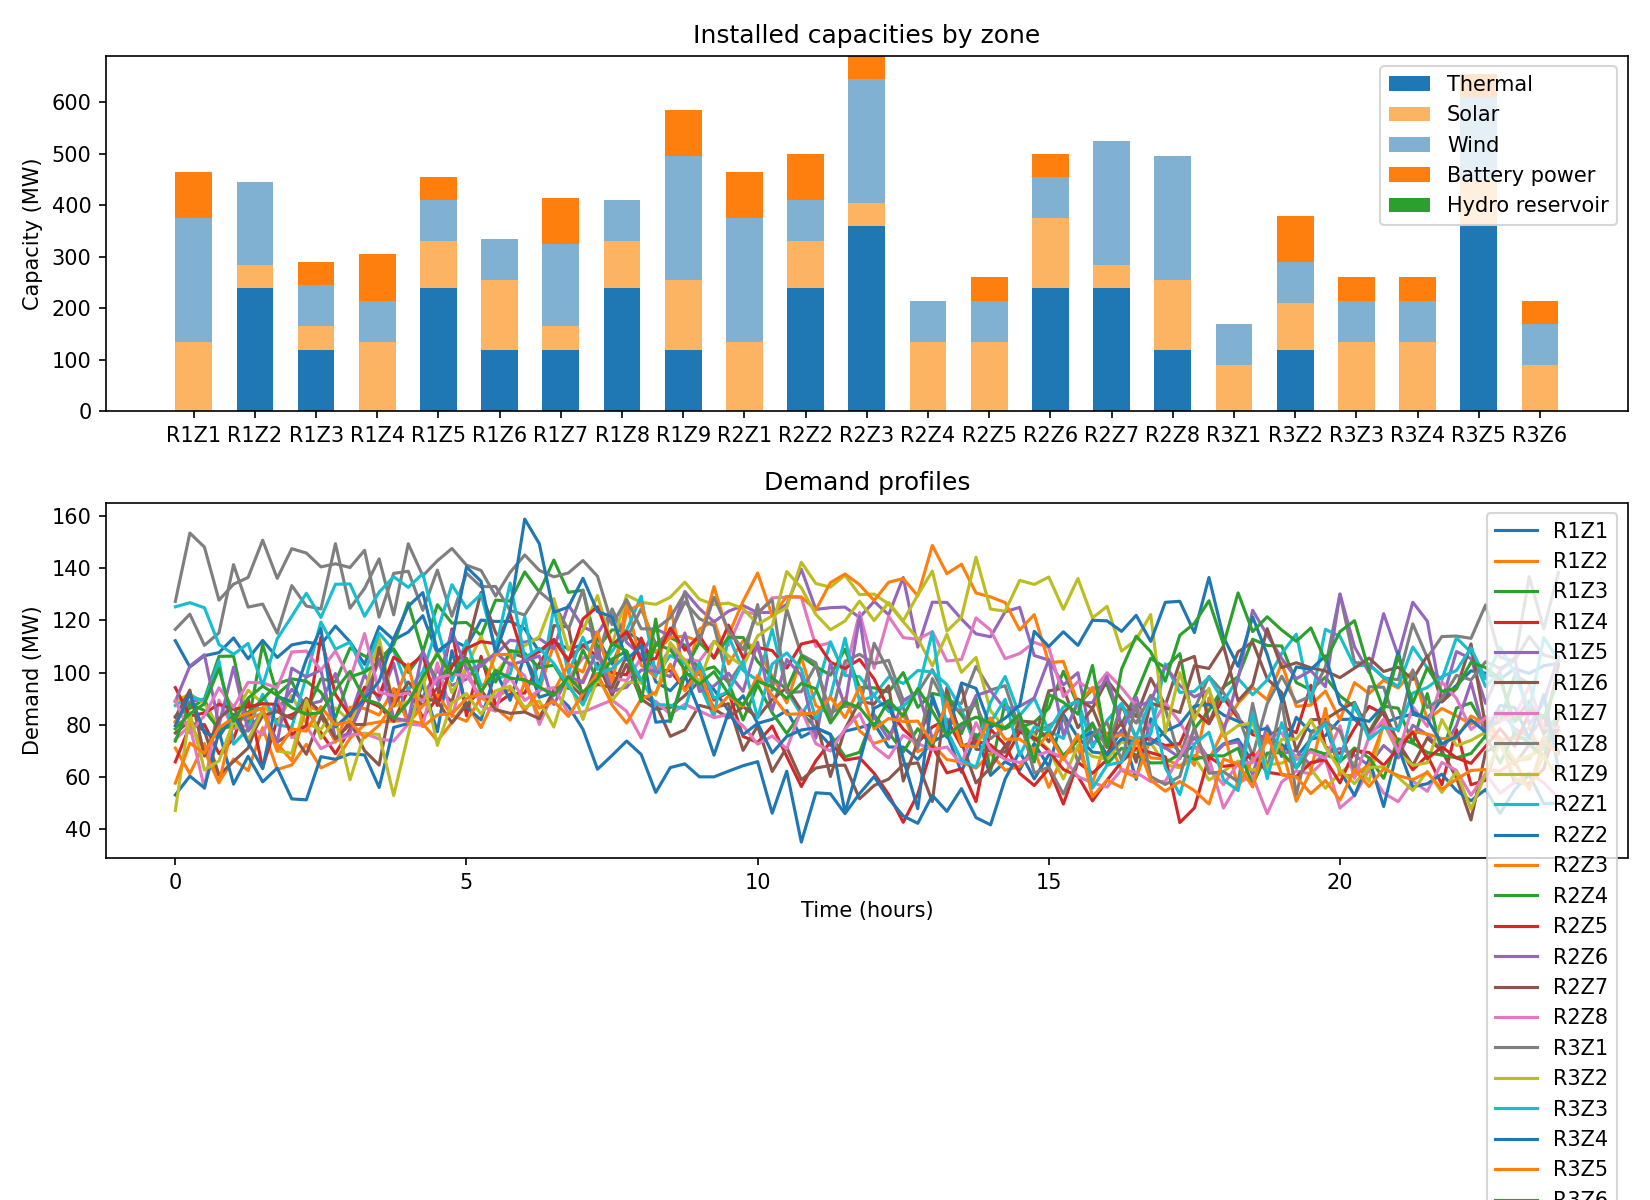 Installed capacities by zone
Capacity (MW)
600
500
400
300
200
100
0
Thermal
Solar
Wind
Battery power
Hydro reservoir
R1Z1 R1Z2 R1Z3 R1Z4 R1Z5 R1Z6 R1Z7 R1Z8 R1Z9 R2Z1 R2Z2 R2Z3 R2Z4 R2Z5 R2Z6 R2Z7 R2Z8 R3Z1 R3Z2 R3Z3 R3Z4 R3Z5 R3Z6
Demand profiles
Demand (MW)
160
140
120
100
80
60
40
0 5 10 15 20
Time (hours)
R1Z1
R1Z2
R1Z3
R1Z4
R1Z5
R1Z6
R1Z7
R1Z8
R1Z9
R2Z1
R2Z2
R2Z3
R2Z4
R2Z5
R2Z6
R2Z7
R2Z8
R3Z1
R3Z2
R3Z3
R3Z4
R3Z5
R3Z6